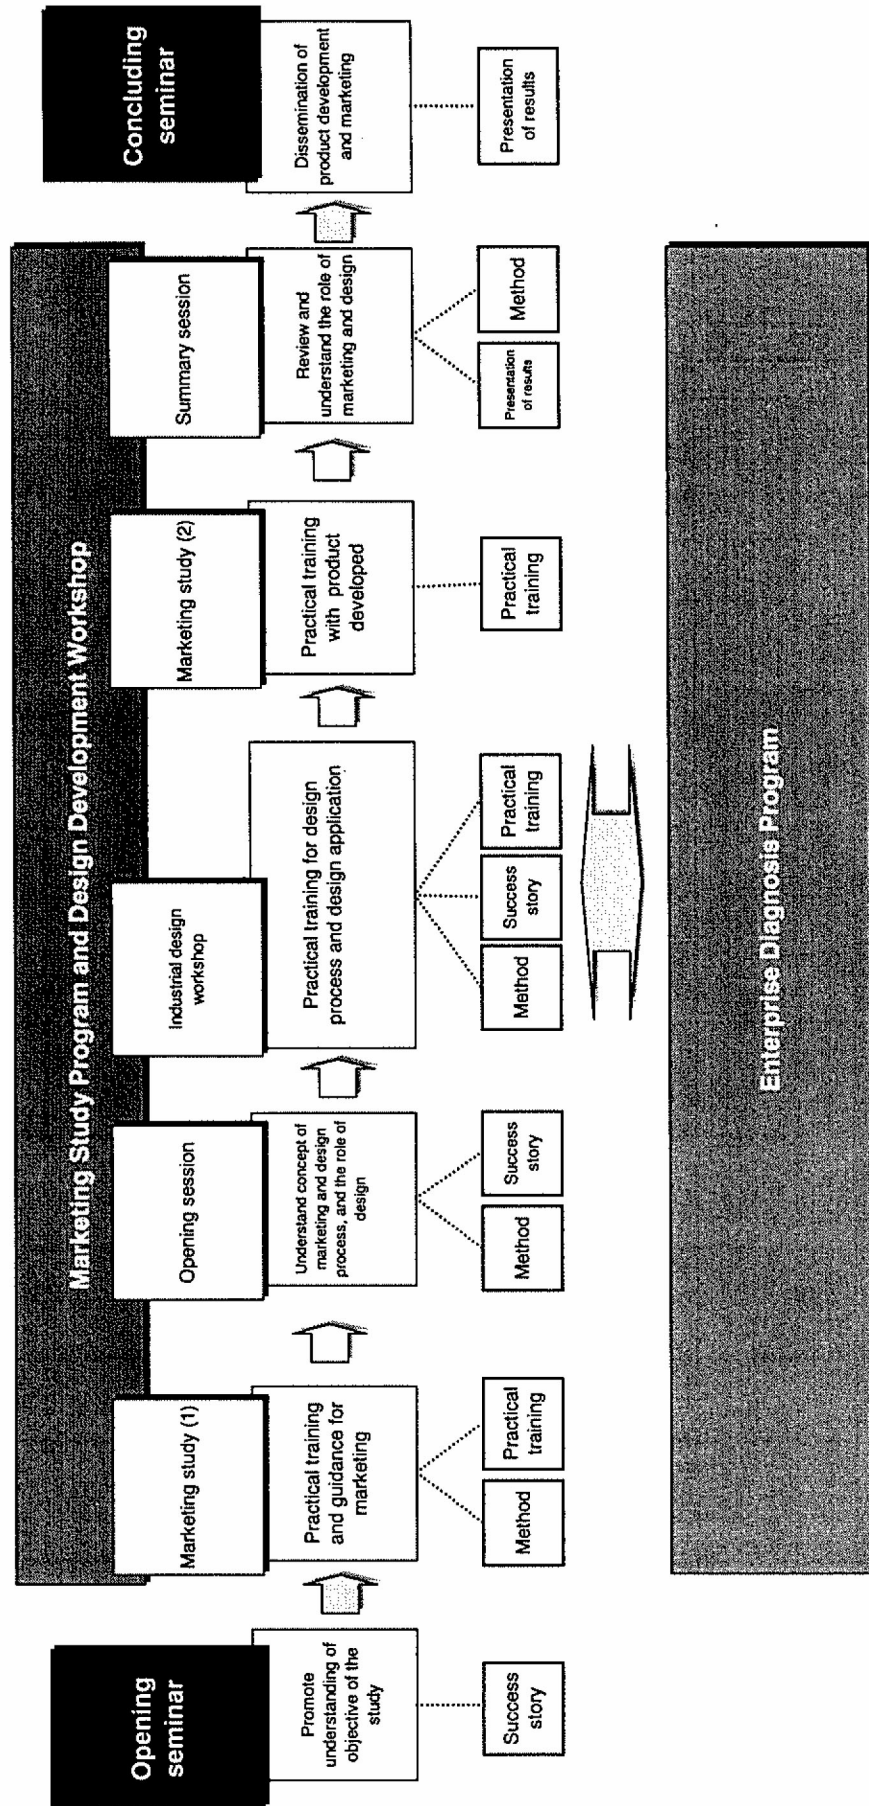 Marketing Study Program and Design Development Workshop
Opening
seminar
Promote
understanding of
objective of the
study
Success
story
Marketing study (1)
Practical training
and guidance for
marketing
Method
Practical
training
Opening session
Understand concept of
marketing and design
process, and the role of
design
Method
Success
story
Industrial design
workshop
Practical training for design
process and design application
Method
Success
story
Practical
training
Marketing study (2)
Practical training
with product
developed
Practical
training
Summary session
Review and
understand the role of
marketing and design
Presentation
of results
Method
Concluding
seminar
Dissemination of
product development
and marketing
Presentation
of results
Enterprise Diagnosis Program